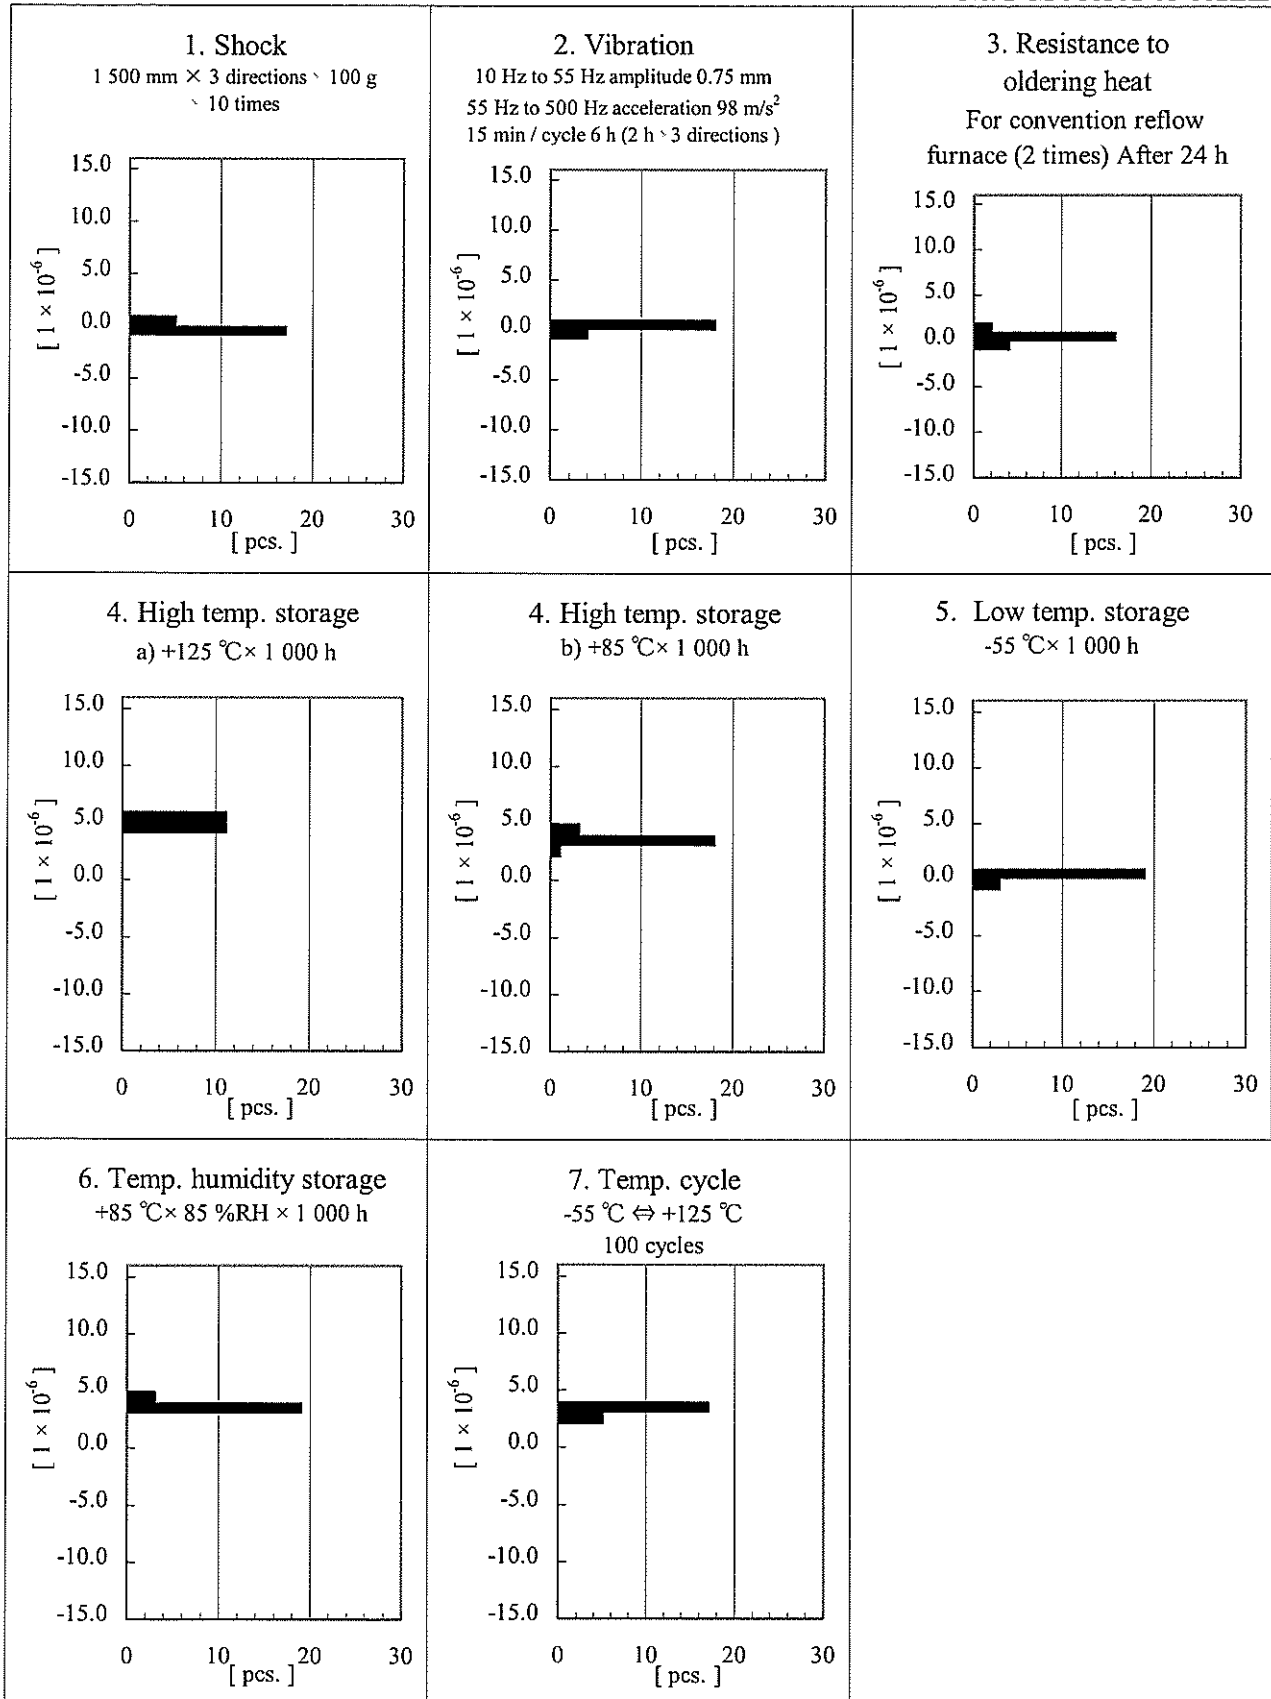 1. Shock
1 500 mm × 3 directions、100 g
、10 times
[ 1 × 10⁻⁶ ]
15.0
10.0
5.0
0.0
-5.0
-10.0
-15.0
0 10 20 30
[ pcs. ]
2. Vibration
10 Hz to 55 Hz amplitude 0.75 mm
55 Hz to 500 Hz acceleration 98 m/s²
15 min / cycle 6 h (2 h、3 directions )
[ 1 × 10⁻⁶ ]
15.0
10.0
5.0
0.0
-5.0
-10.0
-15.0
0 10 20 30
[ pcs. ]
3. Resistance to
oldering heat
For convention reflow
furnace (2 times) After 24 h
[ 1 × 10⁻⁶ ]
15.0
10.0
5.0
0.0
-5.0
-10.0
-15.0
0 10 20 30
[ pcs. ]
4. High temp. storage
a) +125 ℃× 1 000 h
[ 1 × 10⁻⁶ ]
15.0
10.0
5.0
0.0
-5.0
-10.0
-15.0
0 10 20 30
[ pcs. ]
4. High temp. storage
b) +85 ℃× 1 000 h
[ 1 × 10⁻⁶ ]
15.0
10.0
5.0
0.0
-5.0
-10.0
-15.0
0 10 20 30
[ pcs. ]
5. Low temp. storage
-55 ℃× 1 000 h
[ 1 × 10⁻⁶ ]
15.0
10.0
5.0
0.0
-5.0
-10.0
-15.0
0 10 20 30
[ pcs. ]
6. Temp. humidity storage
+85 ℃× 85 %RH × 1 000 h
[ 1 × 10⁻⁶ ]
15.0
10.0
5.0
0.0
-5.0
-10.0
-15.0
0 10 20 30
[ pcs. ]
7. Temp. cycle
-55 ℃ ⇔ +125 ℃
100 cycles
[ 1 × 10⁻⁶ ]
15.0
10.0
5.0
0.0
-5.0
-10.0
-15.0
0 10 20 30
[ pcs. ]